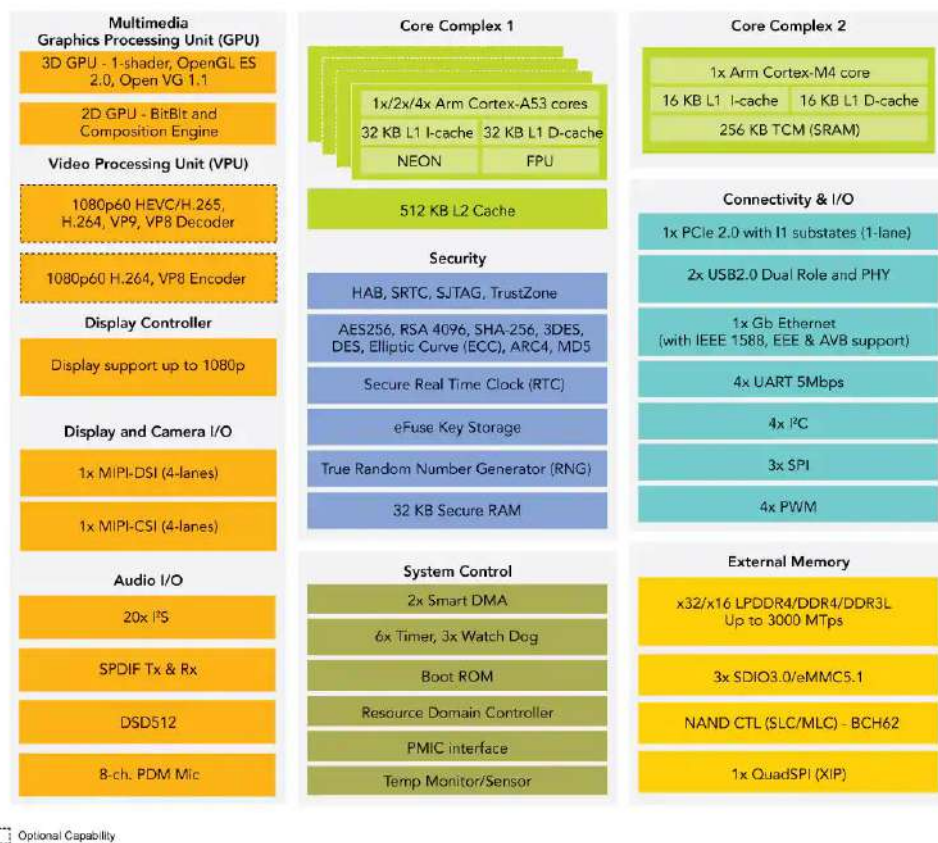 Multimedia
Graphics Processing Unit (GPU)
3D GPU - 1-shader, OpenGL ES
2.0, Open VG 1.1
2D GPU - BitBlt and
Composition Engine
Video Processing Unit (VPU)
1080p60 HEVC/H.265,
H.264, VP9, VP8 Decoder
1080p60 H.264, VP8 Encoder
Display Controller
Display support up to 1080p
Display and Camera I/O
1x MIPI-DSI (4-lanes)
1x MIPI-CSI (4-lanes)
Audio I/O
20x I²S
SPDIF Tx & Rx
DSD512
8-ch. PDM Mic
Core Complex 1
1x/2x/4x Arm Cortex-A53 cores
32 KB L1 I-cache
32 KB L1 D-cache
NEON
FPU
512 KB L2 Cache
Security
HAB, SRTC, SJTAG, TrustZone
AES256, RSA 4096, SHA-256, 3DES,
DES, Elliptic Curve (ECC), ARC4, MD5
Secure Real Time Clock (RTC)
eFuse Key Storage
True Random Number Generator (RNG)
32 KB Secure RAM
System Control
2x Smart DMA
6x Timer, 3x Watch Dog
Boot ROM
Resource Domain Controller
PMIC interface
Temp Monitor/Sensor
Core Complex 2
1x Arm Cortex-M4 core
16 KB L1 I-cache
16 KB L1 D-cache
256 KB TCM (SRAM)
Connectivity & I/O
1x PCIe 2.0 with l1 substates (1-lane)
2x USB2.0 Dual Role and PHY
1x Gb Ethernet
(with IEEE 1588, EEE & AVB support)
4x UART 5Mbps
4x I²C
3x SPI
4x PWM
External Memory
x32/x16 LPDDR4/DDR4/DDR3L
Up to 3000 MTps
3x SDIO3.0/eMMC5.1
NAND CTL (SLC/MLC) - BCH62
1x QuadSPI (XIP)
Optional Capability